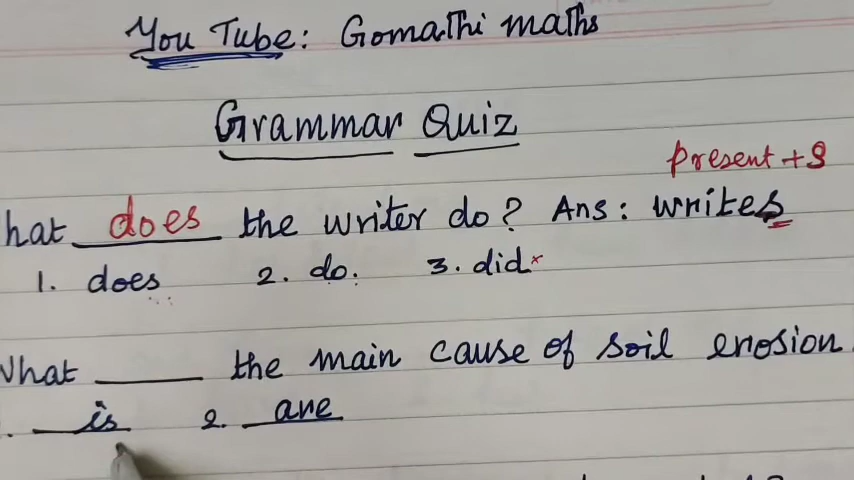 You Tube: Gomathi maths
Grammar Quiz
present + s
hat does the writer do? Ans: writes
1. does 2. do. 3. did x
What ____ the main cause of soil erosion
. is 2. are